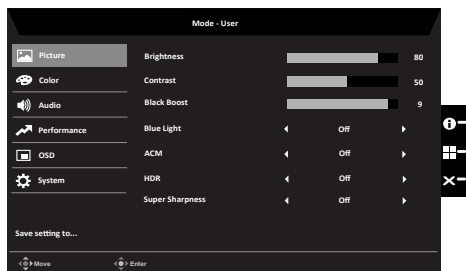 Mode - User
Picture
Color
Audio
Performance
OSD
System
Brightness 80
Contrast 50
Black Boost 9
Blue Light Off
ACM Off
HDR Off
Super Sharpness Off
Save setting to...
Move Enter